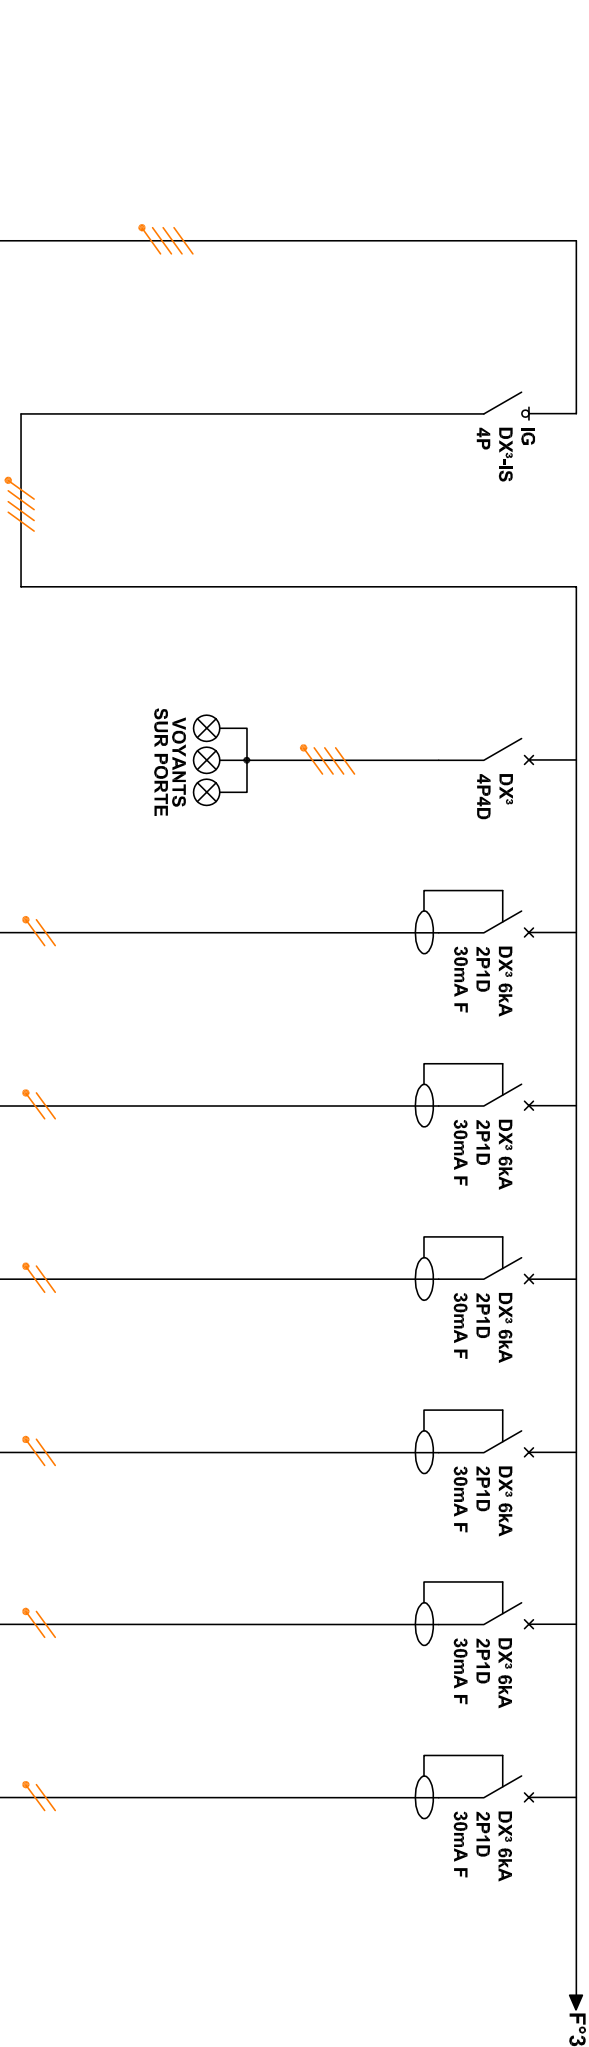 IG
DX³-IS
4P
DX³
4P4D
VOYANTS
SUR PORTE
DX³ 6kA
2P1D
30mA F
DX³ 6kA
2P1D
30mA F
DX³ 6kA
2P1D
30mA F
DX³ 6kA
2P1D
30mA F
DX³ 6kA
2P1D
30mA F
DX³ 6kA
2P1D
30mA F
F°3